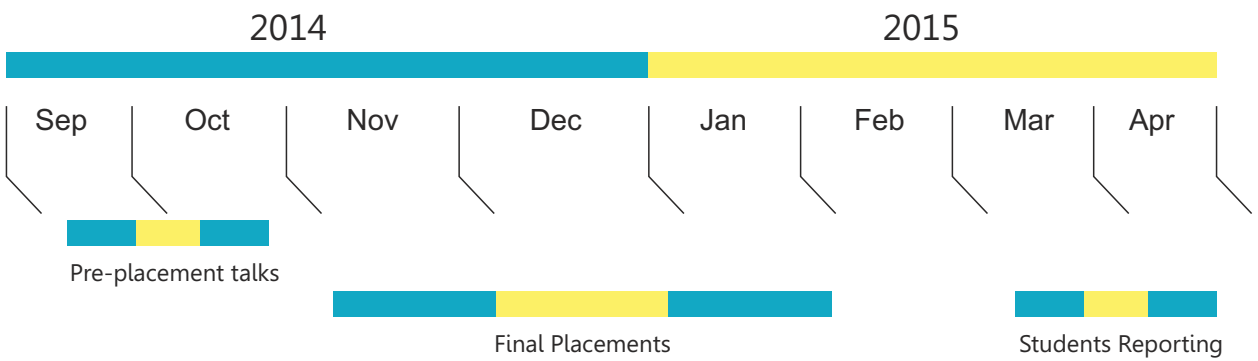 2014 2015
Sep Oct Nov Dec Jan Feb Mar Apr
Pre-placement talks
Final Placements Students Reporting